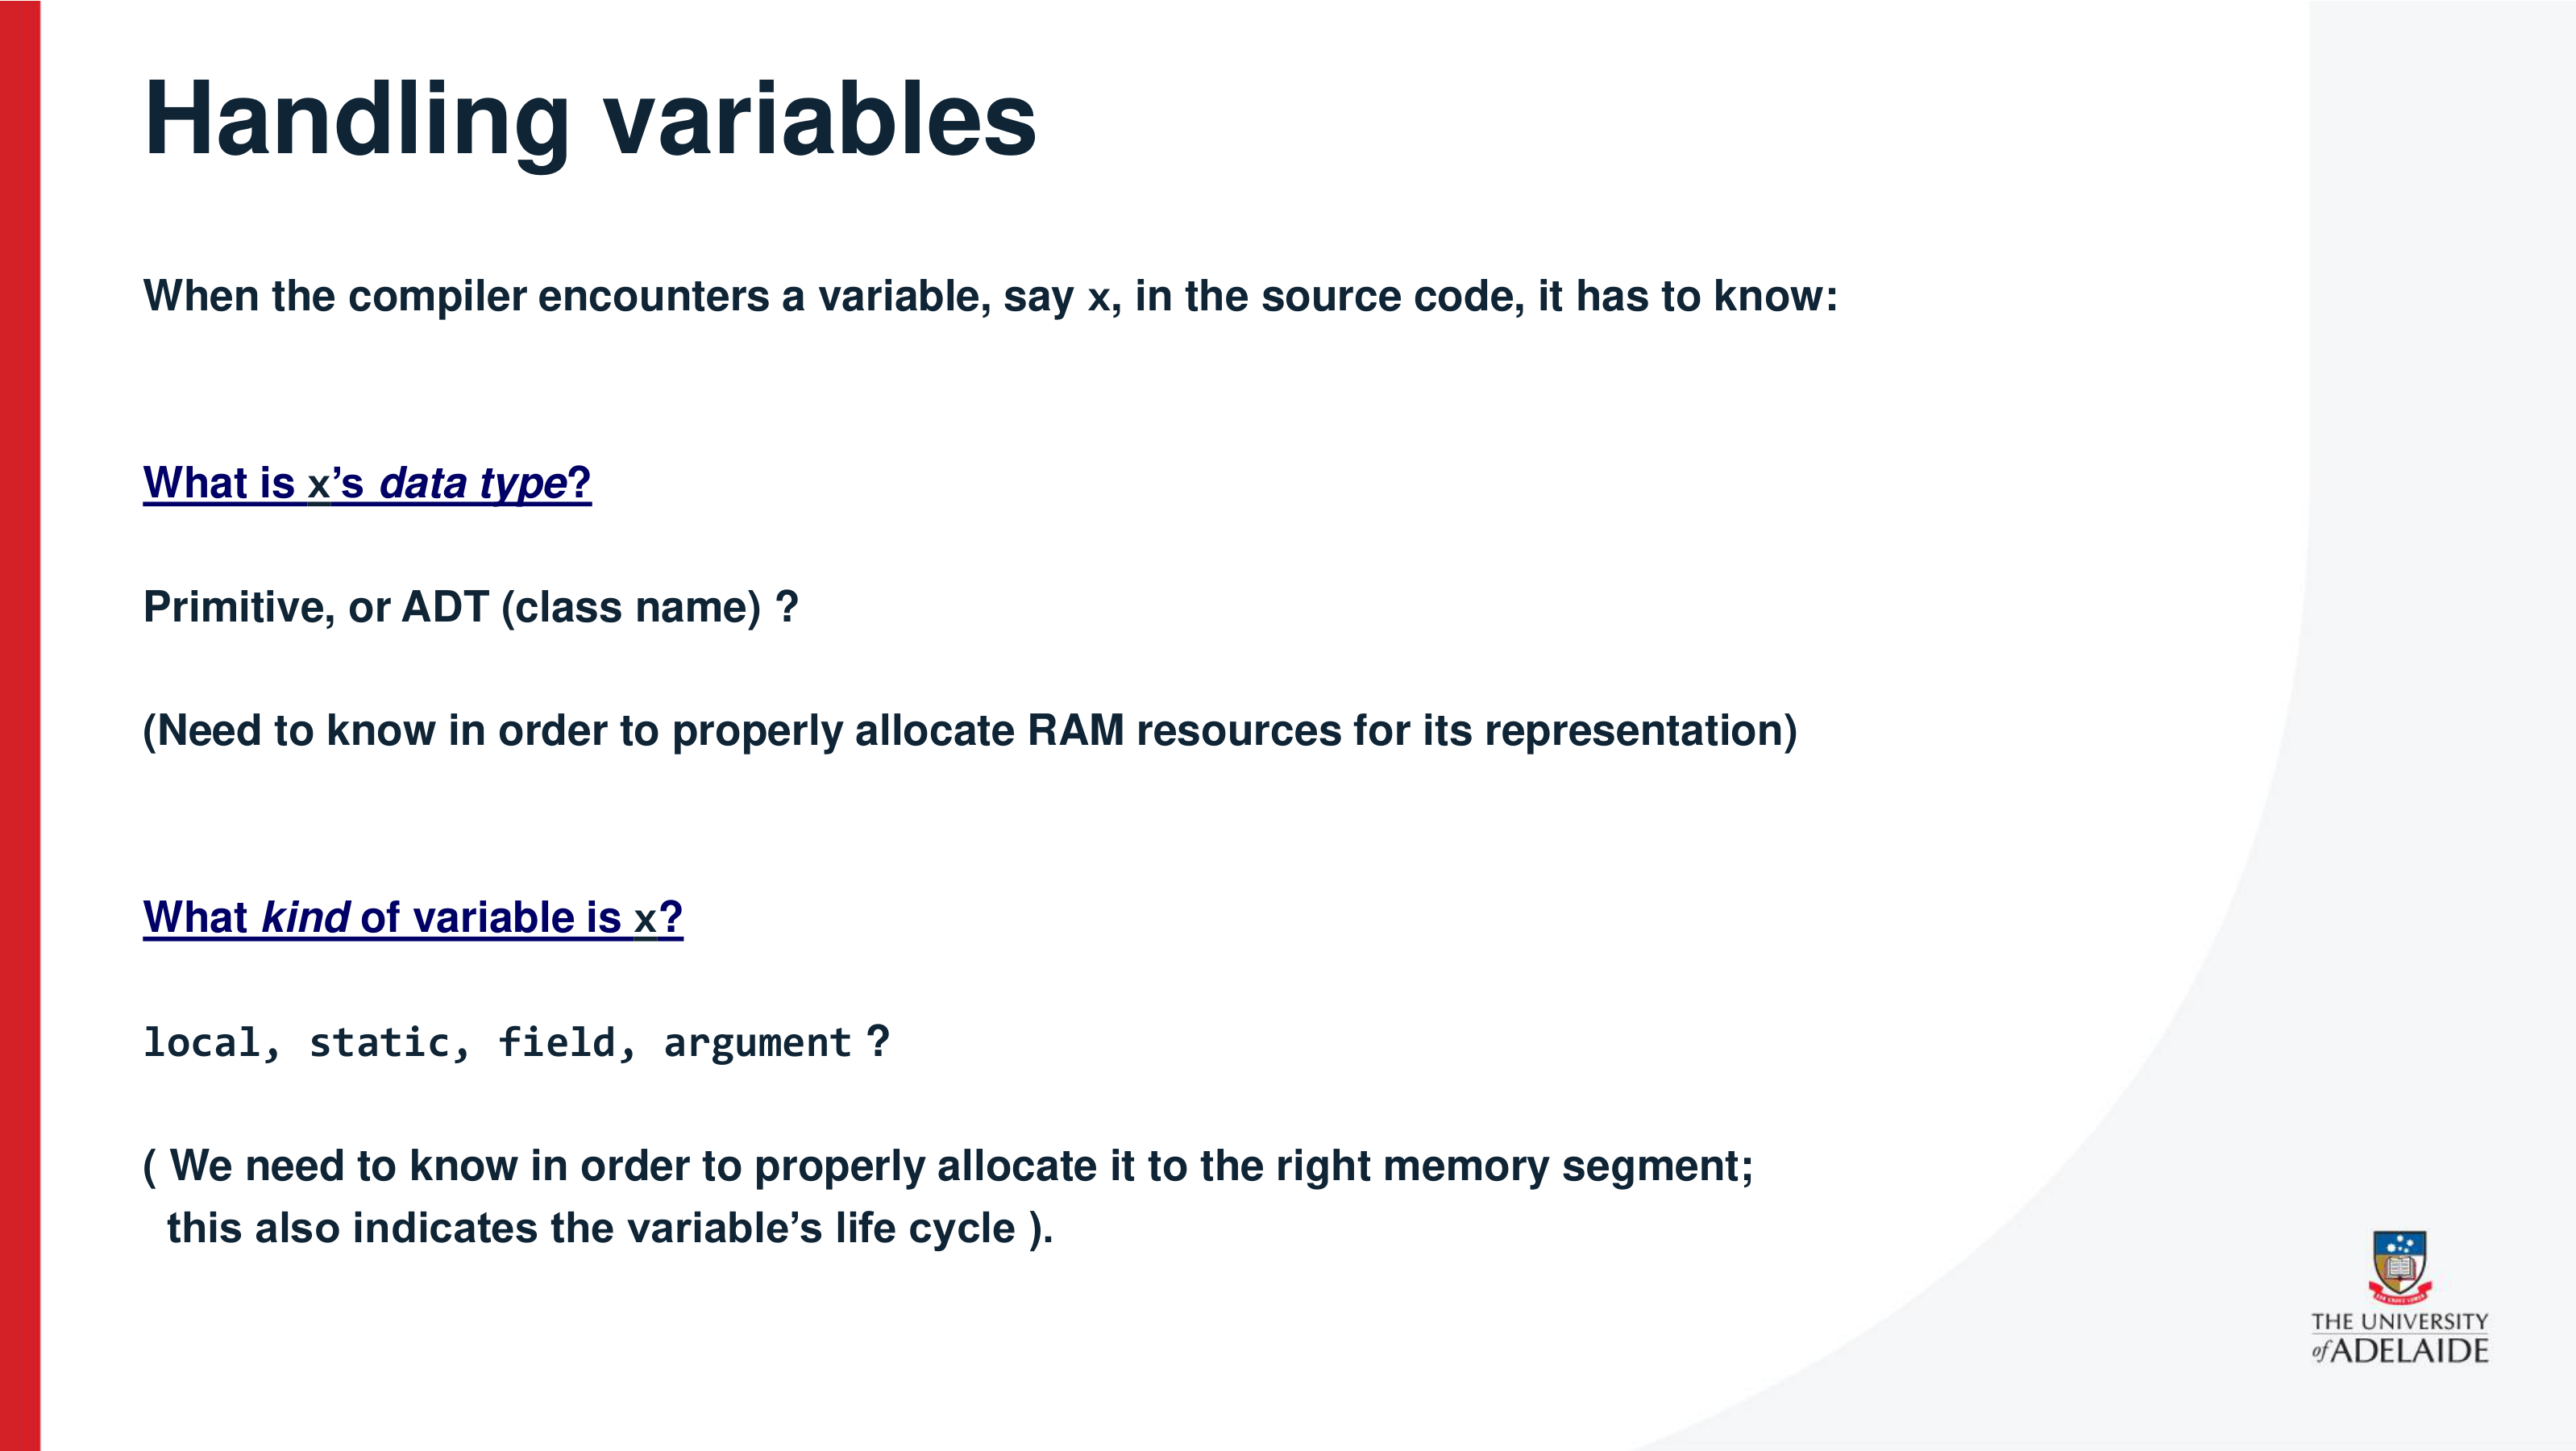 Handling variables
When the compiler encounters a variable, say x, in the source code, it has to know:
What is x’s data type?
Primitive, or ADT (class name) ?
(Need to know in order to properly allocate RAM resources for its representation)
What kind of variable is x?
local, static, field, argument ?
( We need to know in order to properly allocate it to the right memory segment;
this also indicates the variable’s life cycle ).
THE UNIVERSITY
of ADELAIDE